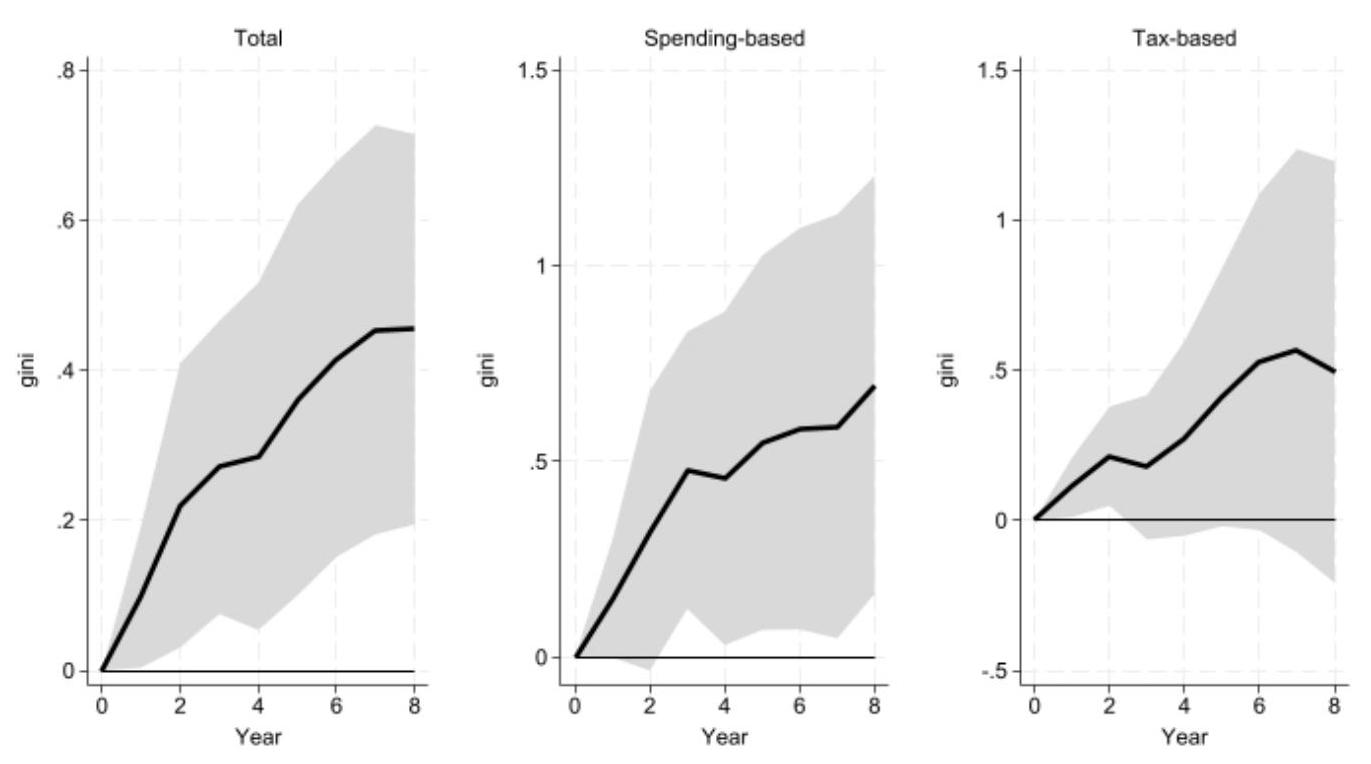 Total
.8
.6
.4
.2
0
gini
0 2 4 6 8
Year
Spending-based
1.5
1
.5
0
gini
0 2 4 6 8
Year
Tax-based
1.5
1
.5
0
-.5
gini
0 2 4 6 8
Year